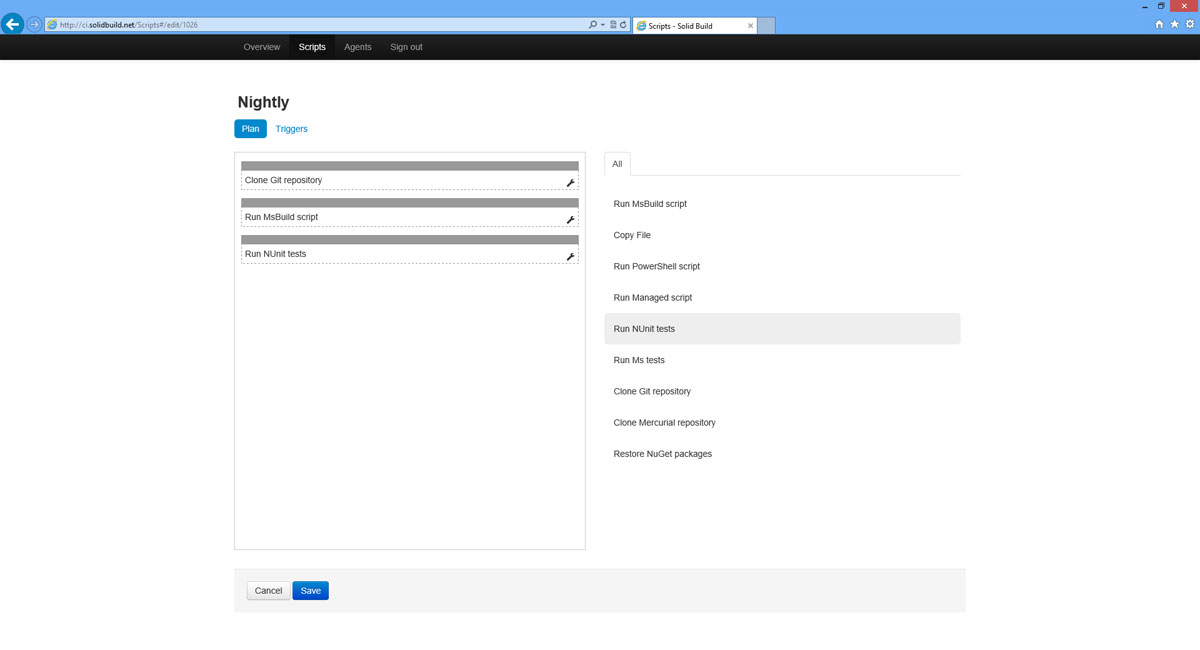 http://ci.solidbuild.net/Scripts#/edit/1026
Scripts - Solid Build
Overview Scripts Agents Sign out
Nightly
Plan Triggers
Clone Git repository
Run MsBuild script
Run NUnit tests
All
Run MsBuild script
Copy File
Run PowerShell script
Run Managed script
Run NUnit tests
Run Ms tests
Clone Git repository
Clone Mercurial repository
Restore NuGet packages
Cancel Save